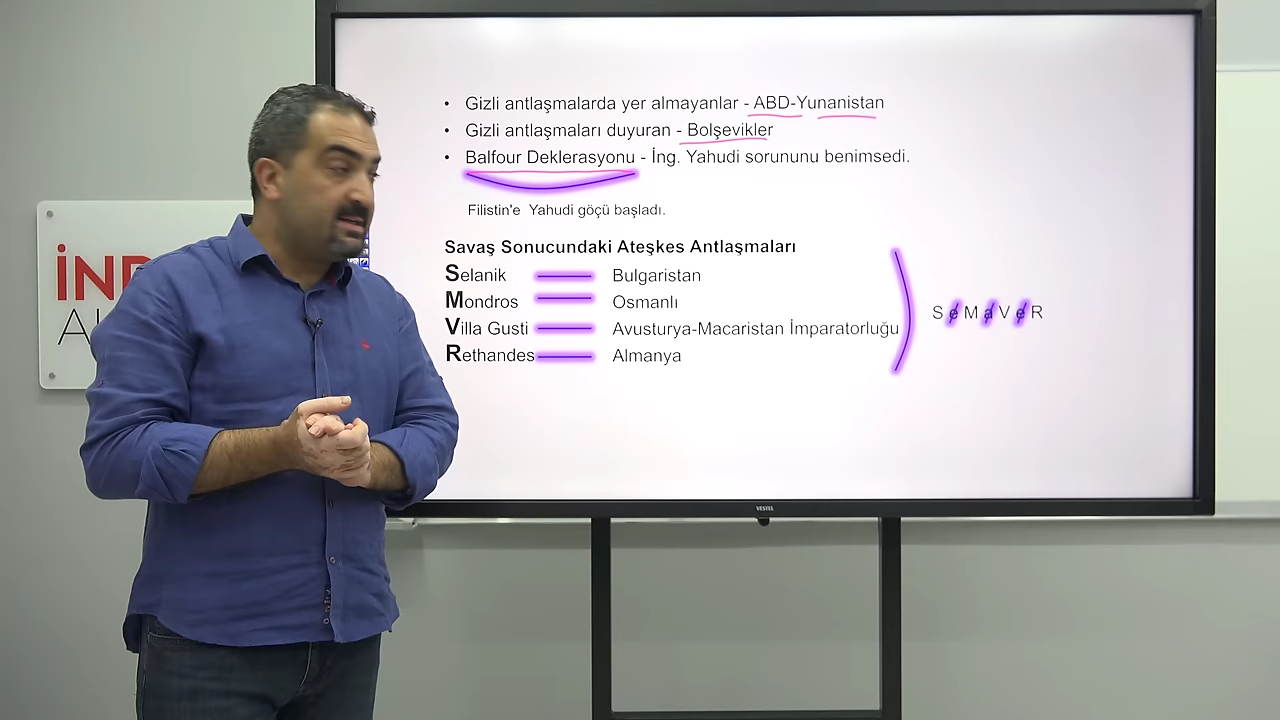 • Gizli antlaşmalarda yer almayanlar - ABD-Yunanistan
• Gizli antlaşmaları duyuran - Bolşevikler
• Balfour Deklerasyonu - İng. Yahudi sorununu benimsedi.
Filistin'e Yahudi göçü başladı.
Savaş Sonucundaki Ateşkes Antlaşmaları
Selanik Bulgaristan
Mondros Osmanlı
Villa Gusti Avusturya-Macaristan İmparatorluğu
Rethandes Almanya
SeMaVeR
VESTEL